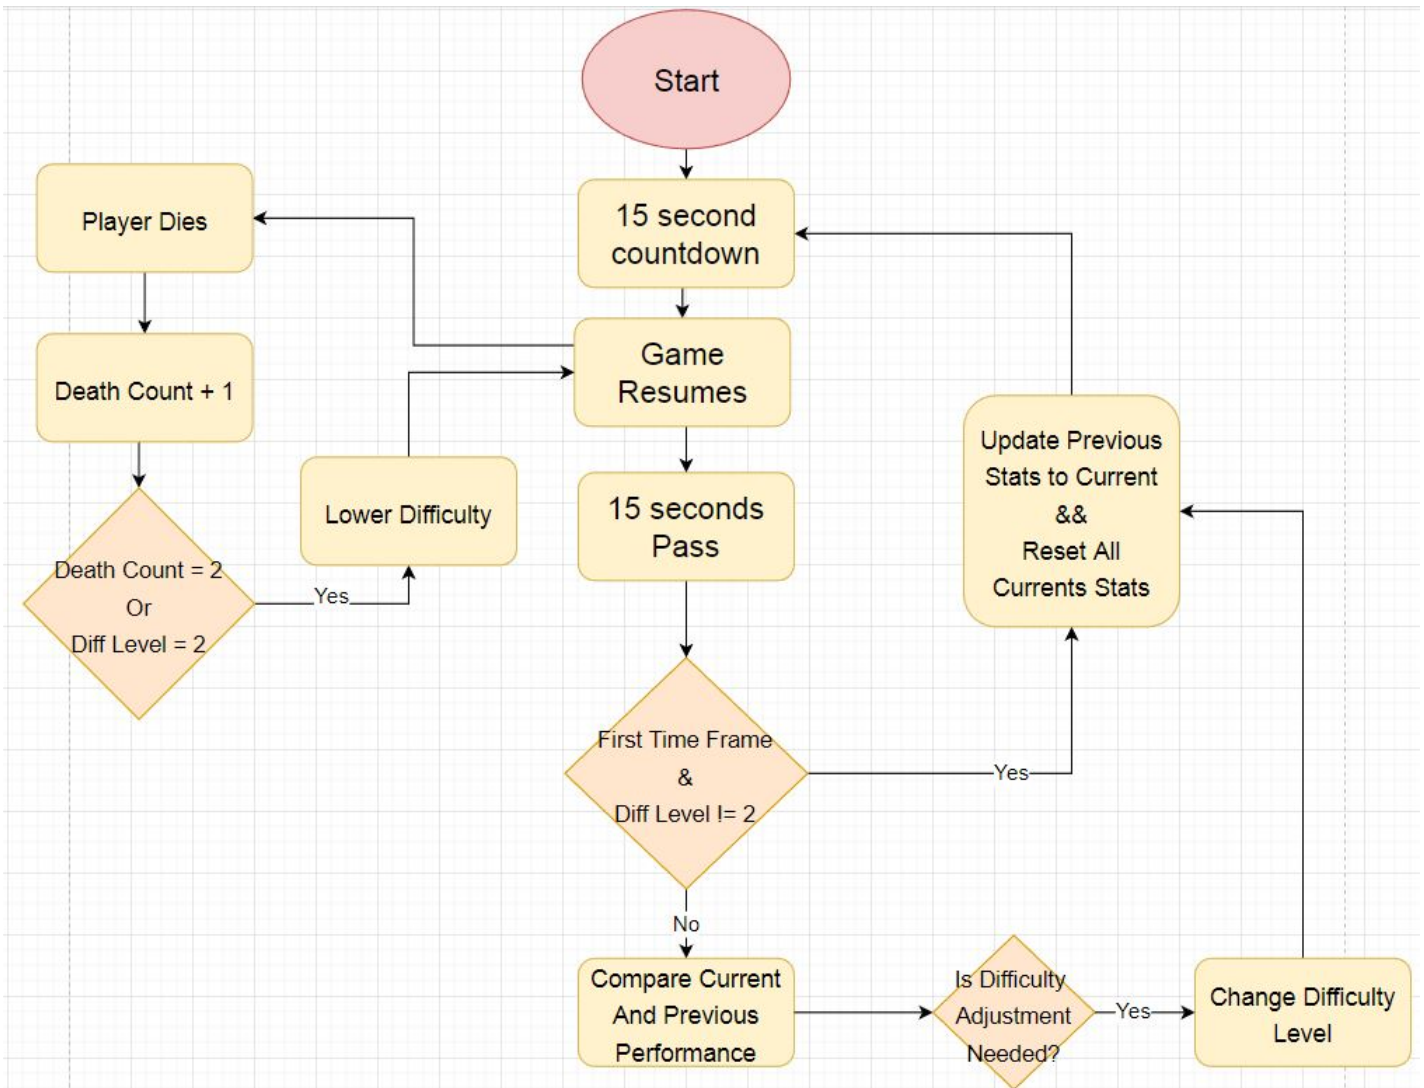 Start
15 second
countdown
Player Dies
Game
Resumes
Death Count + 1
Update Previous
Stats to Current
&&
Reset All
Currents Stats
Lower Difficulty
15 seconds
Pass
Death Count = 2
Or
Diff Level = 2
Yes
First Time Frame
&
Diff Level != 2
Yes
No
Compare Current
And Previous
Performance
Is Difficulty
Adjustment
Needed?
Yes
Change Difficulty
Level